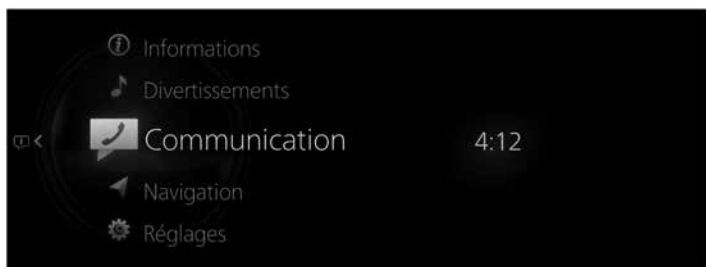 Informations
Divertissements
Communication
4:12
Navigation
Réglages